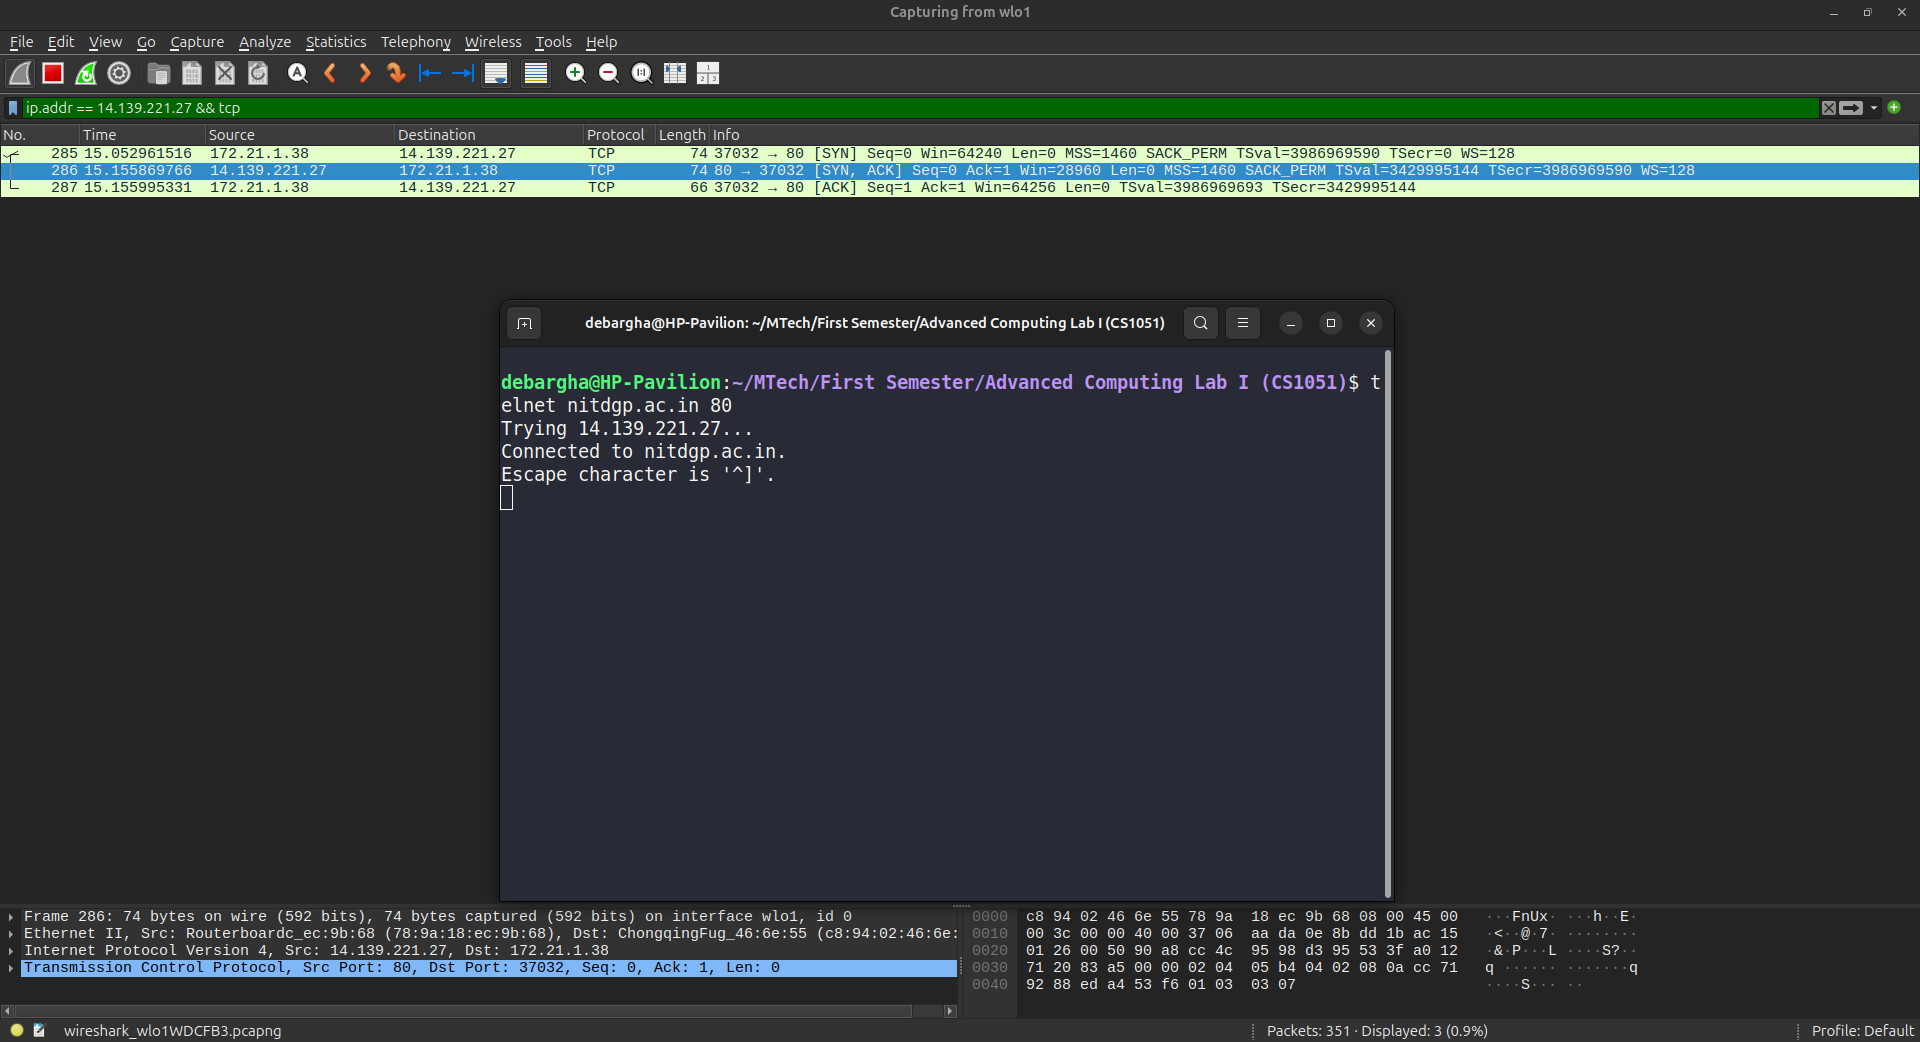 Capturing from wlo1
File Edit View Go Capture Analyze Statistics Telephony Wireless Tools Help
ip.addr == 14.139.221.27 && tcp
No. Time Source Destination Protocol Length Info
285 15.052961516 172.21.1.38 14.139.221.27 TCP 74 37032 → 80 [SYN] Seq=0 Win=64240 Len=0 MSS=1460 SACK_PERM TSval=3986969590 TSecr=0 WS=128
286 15.155869766 14.139.221.27 172.21.1.38 TCP 74 80 → 37032 [SYN, ACK] Seq=0 Ack=1 Win=28960 Len=0 MSS=1460 SACK_PERM TSval=3429995144 TSecr=3986969590 WS=128
287 15.155995331 172.21.1.38 14.139.221.27 TCP 66 37032 → 80 [ACK] Seq=1 Ack=1 Win=64256 Len=0 TSval=3986969693 TSecr=3429995144
debargha@HP-Pavilion: ~/MTech/First Semester/Advanced Computing Lab I (CS1051)
debargha@HP-Pavilion:~/MTech/First Semester/Advanced Computing Lab I (CS1051)$ t
elnet nitdgp.ac.in 80
Trying 14.139.221.27...
Connected to nitdgp.ac.in.
Escape character is '^]'.
Frame 286: 74 bytes on wire (592 bits), 74 bytes captured (592 bits) on interface wlo1, id 0
Ethernet II, Src: Routerboardc_ec:9b:68 (78:9a:18:ec:9b:68), Dst: ChongqingFug_46:6e:55 (c8:94:02:46:6e:
Internet Protocol Version 4, Src: 14.139.221.27, Dst: 172.21.1.38
Transmission Control Protocol, Src Port: 80, Dst Port: 37032, Seq: 0, Ack: 1, Len: 0
0000 c8 94 02 46 6e 55 78 9a 18 ec 9b 68 08 00 45 00 ···FnUx· ···h··E·
0010 00 3c 00 00 40 00 37 06 aa da 0e 8b dd 1b ac 15 ·<··@·7· ········
0020 01 26 00 50 90 a8 cc 4c 95 98 d3 95 53 3f a0 12 ·&·P···L ····S?··
0030 71 20 83 a5 00 00 02 04 05 b4 04 02 08 0a cc 71 q ······ ·······q
0040 92 88 ed a4 53 f6 01 03 03 07 ····S··· ··
wireshark_wlo1WDCFB3.pcapng
Packets: 351 · Displayed: 3 (0.9%)
Profile: Default